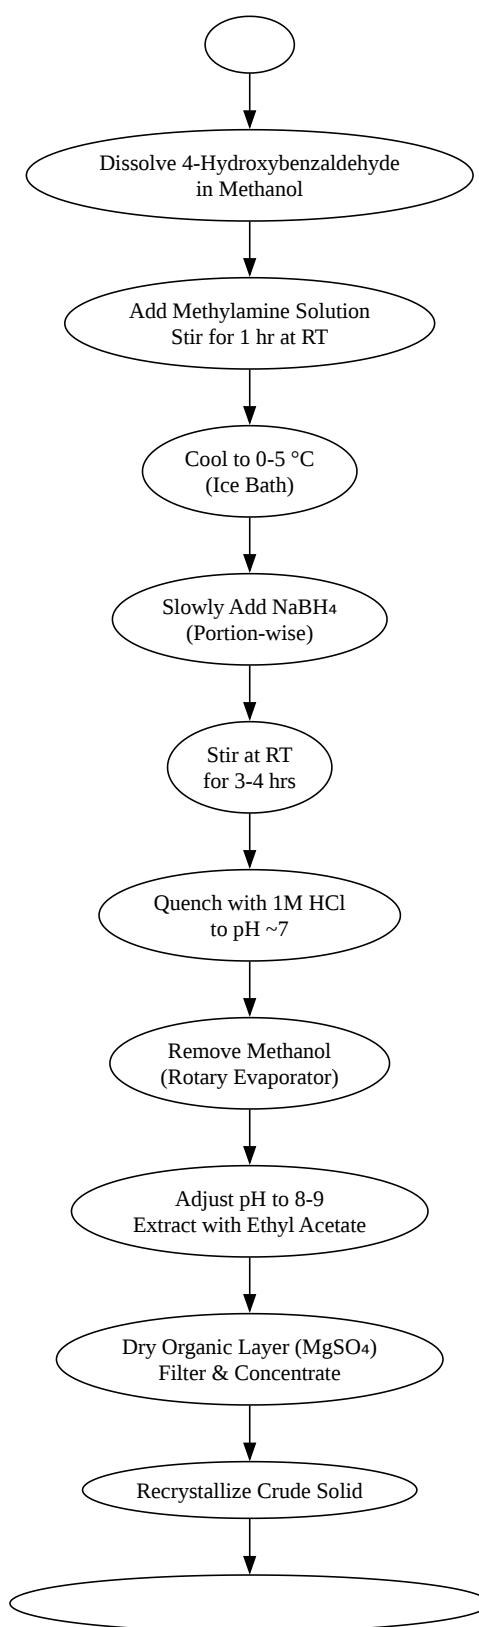 Dissolve 4-Hydroxybenzaldehyde
in Methanol
Add Methylamine Solution
Stir for 1 hr at RT
Cool to 0-5 °C
(Ice Bath)
Slowly Add NaBH₄
(Portion-wise)
Stir at RT
for 3-4 hrs
Quench with 1M HCl
to pH ~7
Remove Methanol
(Rotary Evaporator)
Adjust pH to 8-9
Extract with Ethyl Acetate
Dry Organic Layer (MgSO₄)
Filter & Concentrate
Recrystallize Crude Solid